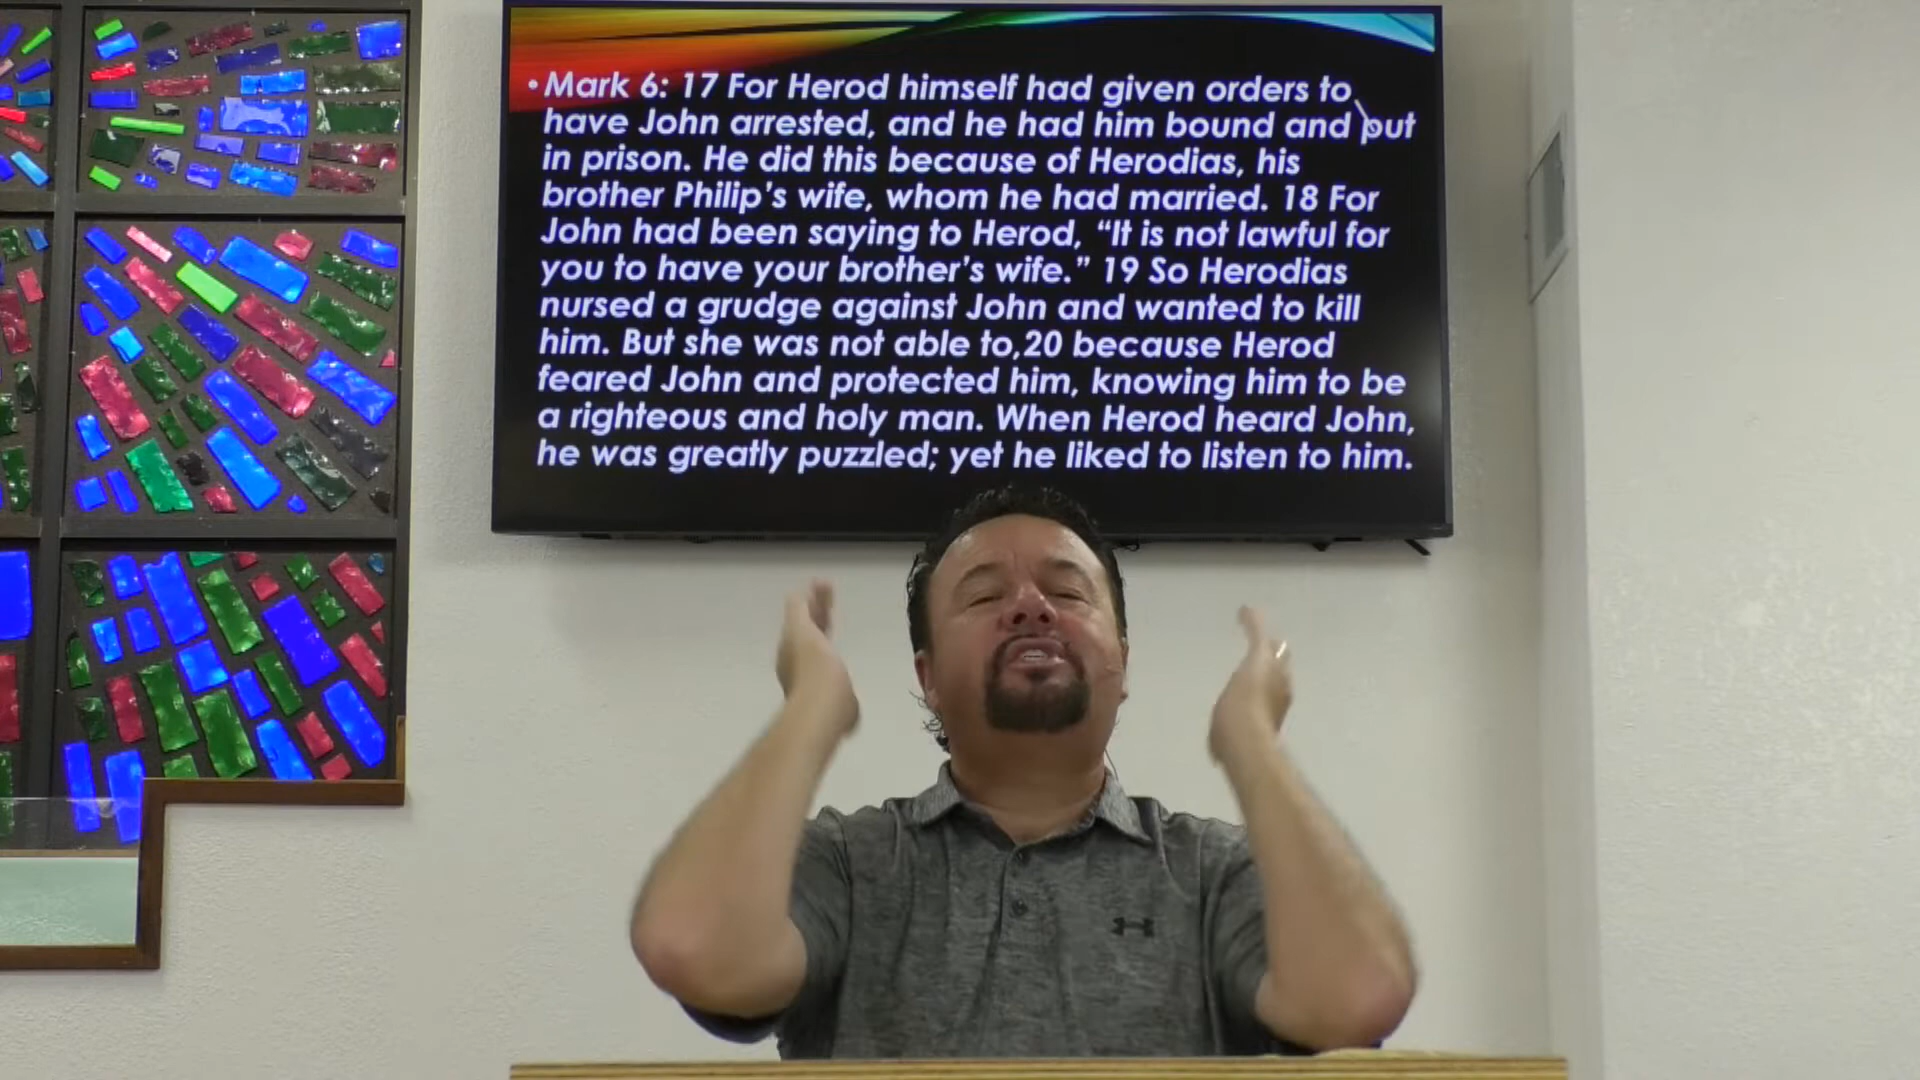 • Mark 6: 17 For Herod himself had given orders to
have John arrested, and he had him bound and put
in prison. He did this because of Herodias, his
brother Philip’s wife, whom he had married. 18 For
John had been saying to Herod, “It is not lawful for
you to have your brother’s wife.” 19 So Herodias
nursed a grudge against John and wanted to kill
him. But she was not able to,20 because Herod
feared John and protected him, knowing him to be
a righteous and holy man. When Herod heard John,
he was greatly puzzled; yet he liked to listen to him.